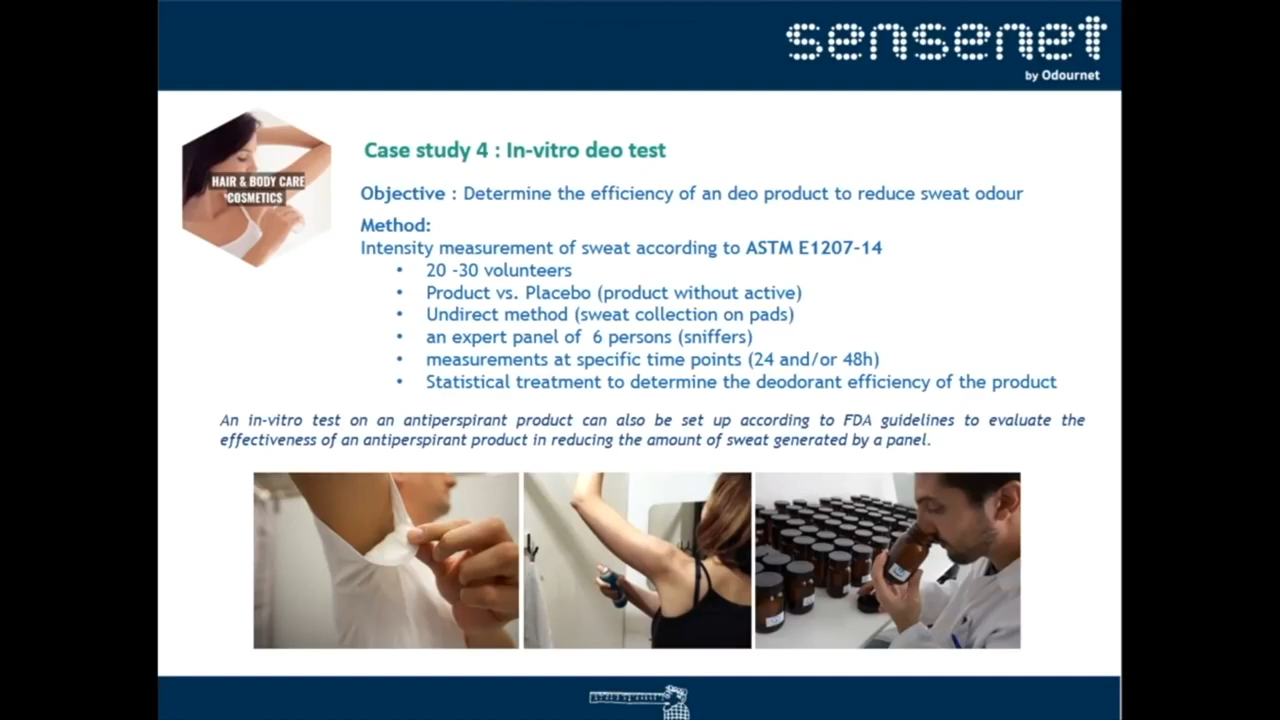 sensenet
by Odournet
HAIR & BODY CARE
COSMETICS
Case study 4 : In-vitro deo test
Objective : Determine the efficiency of an deo product to reduce sweat odour
Method:
Intensity measurement of sweat according to ASTM E1207-14
• 20 -30 volunteers
• Product vs. Placebo (product without active)
• Undirect method (sweat collection on pads)
• an expert panel of 6 persons (sniffers)
• measurements at specific time points (24 and/or 48h)
• Statistical treatment to determine the deodorant efficiency of the product
An in-vitro test on an antiperspirant product can also be set up according to FDA guidelines to evaluate the
effectiveness of an antiperspirant product in reducing the amount of sweat generated by a panel.